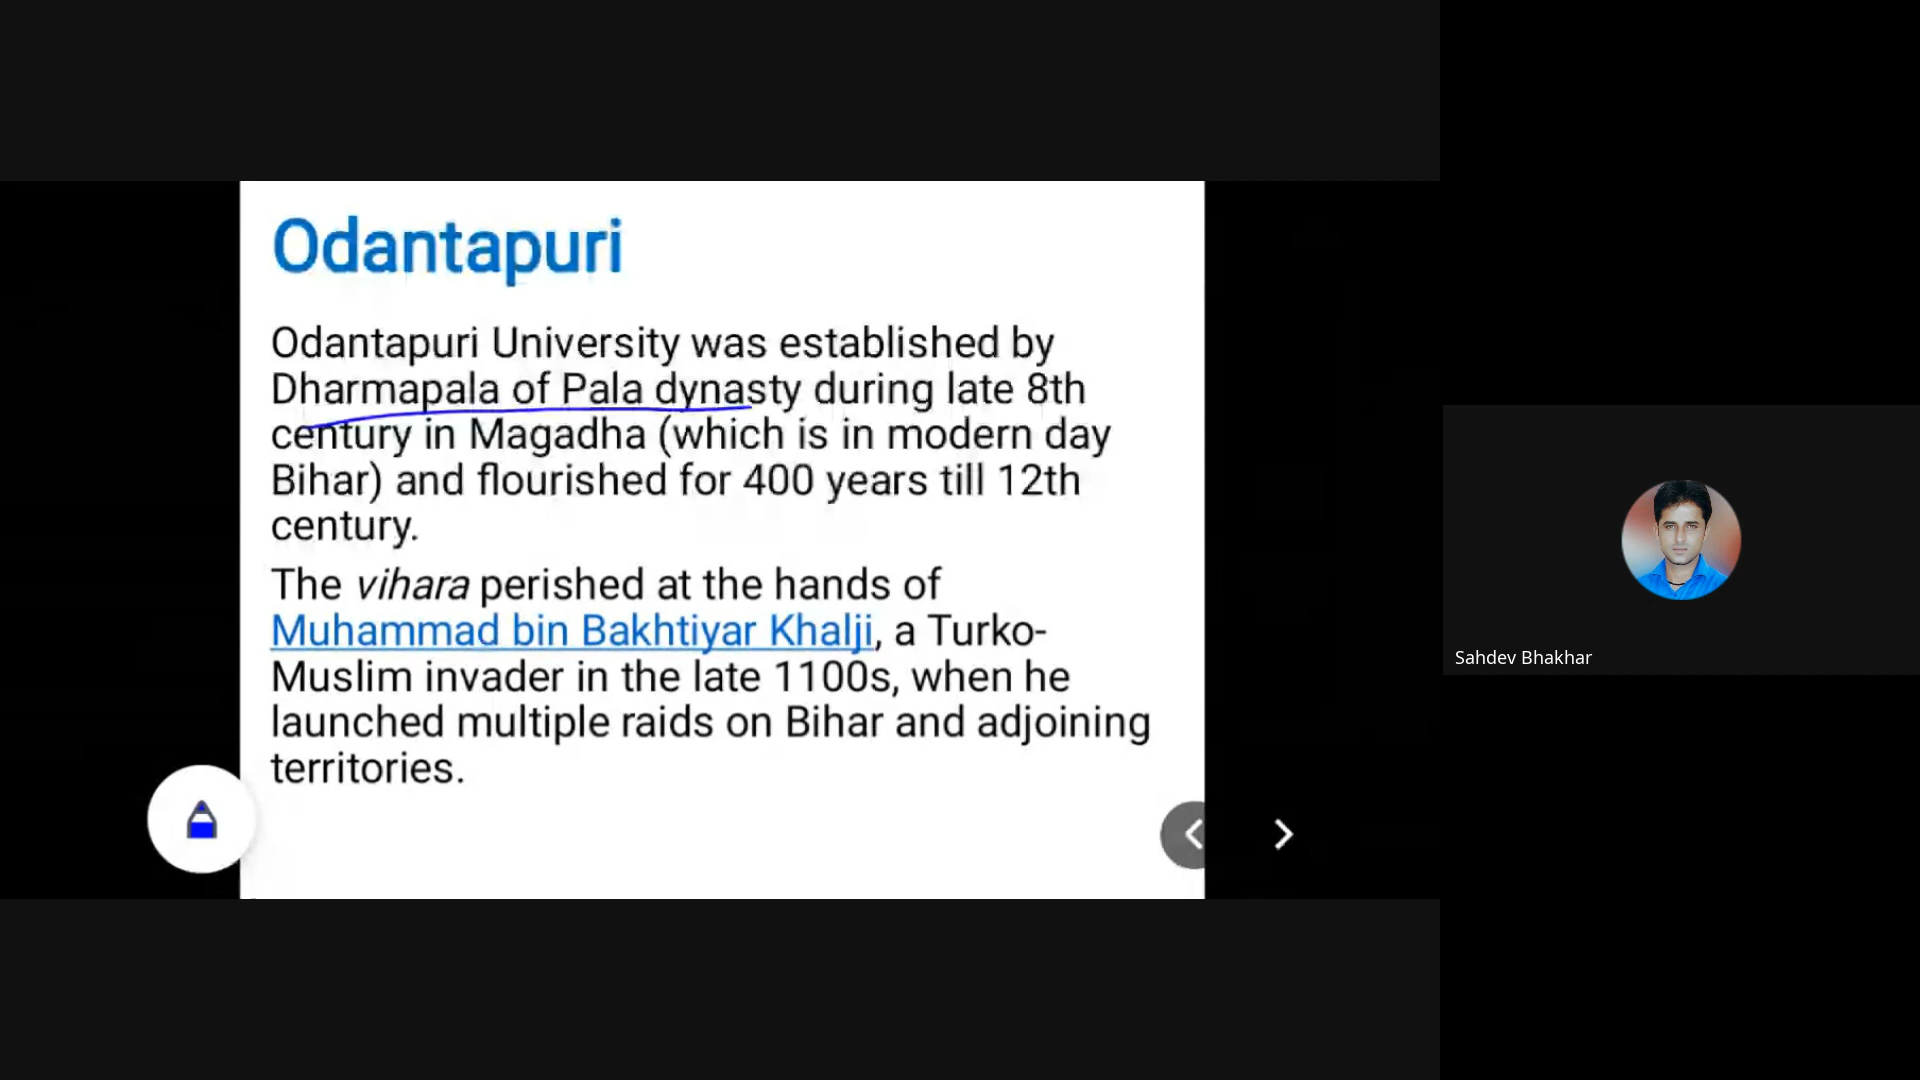 Odantapuri
Odantapuri University was established by
Dharmapala of Pala dynasty during late 8th
century in Magadha (which is in modern day
Bihar) and flourished for 400 years till 12th
century.
The vihara perished at the hands of
Muhammad bin Bakhtiyar Khalji, a Turko-
Muslim invader in the late 1100s, when he
launched multiple raids on Bihar and adjoining
territories.
Sahdev Bhakhar